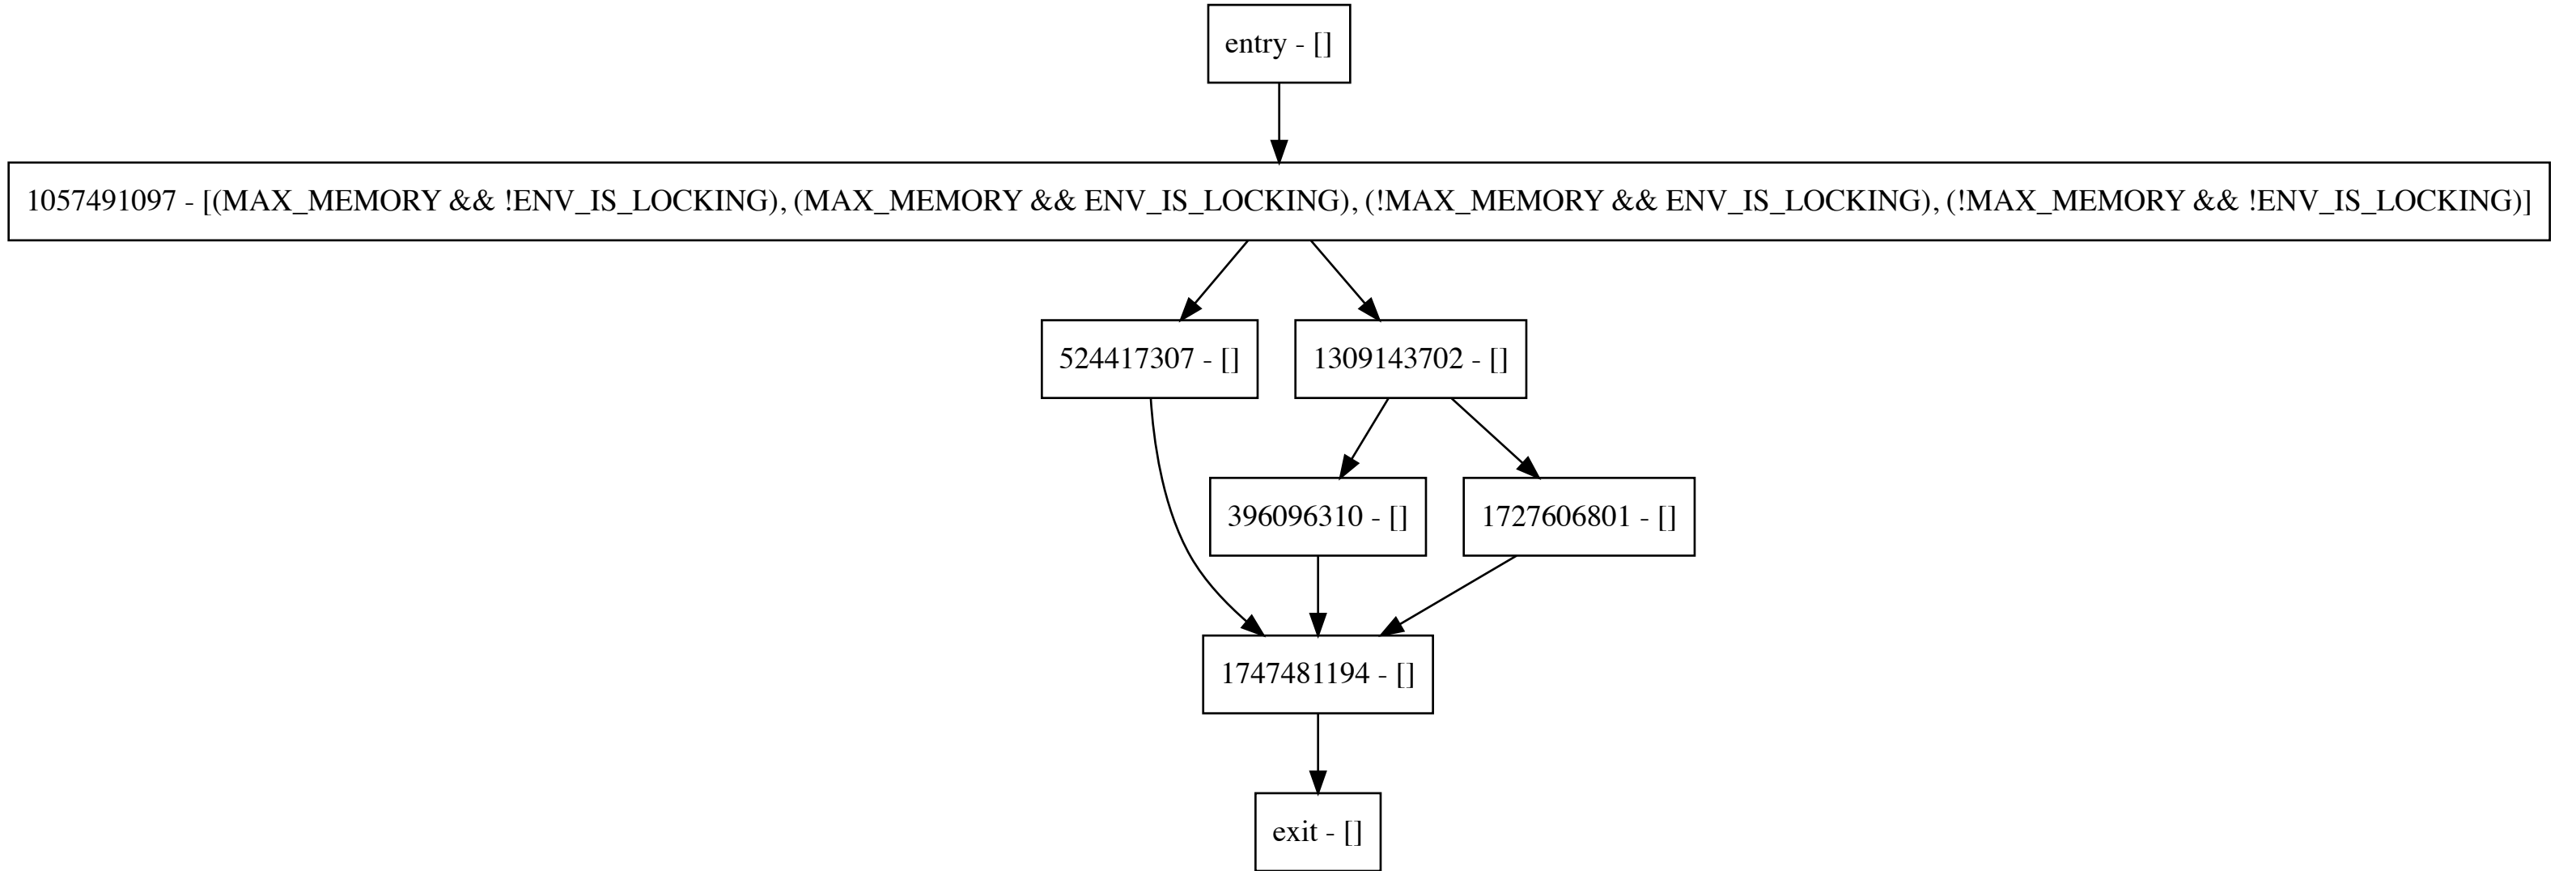 entry - []
1057491097 - [(MAX_MEMORY && !ENV_IS_LOCKING), (MAX_MEMORY && ENV_IS_LOCKING), (!MAX_MEMORY && ENV_IS_LOCKING), (!MAX_MEMORY && !ENV_IS_LOCKING)]
524417307 - []
1309143702 - []
396096310 - []
1727606801 - []
1747481194 - []
exit - []